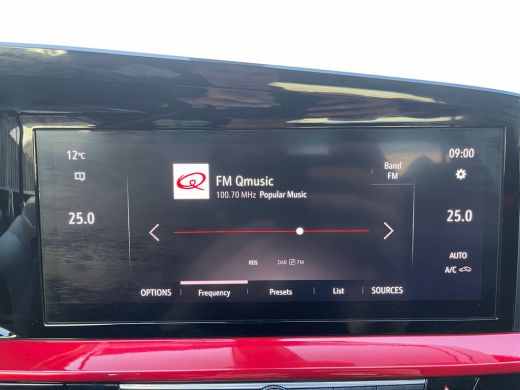 12°C
09:00
Band
FM
FM Qmusic
100.70 MHz Popular Music
25.0
25.0
RDS
DAB FM
AUTO
A/C
OPTIONS
Frequency
Presets
List
SOURCES